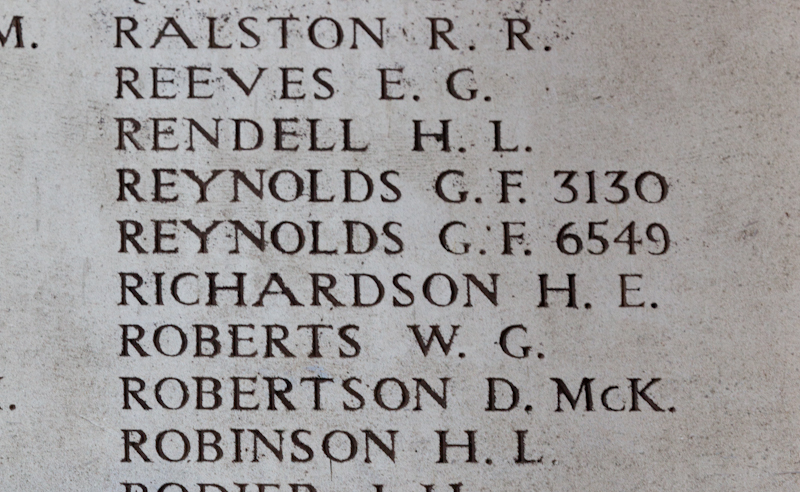 M. RALSTON R. R.
REEVES E. G.
RENDELL H. L.
REYNOLDS G. F. 3130
REYNOLDS G. F. 6549
RICHARDSON H. E.
ROBERTS W. G.
ROBERTSON D. McK.
ROBINSON H. L.